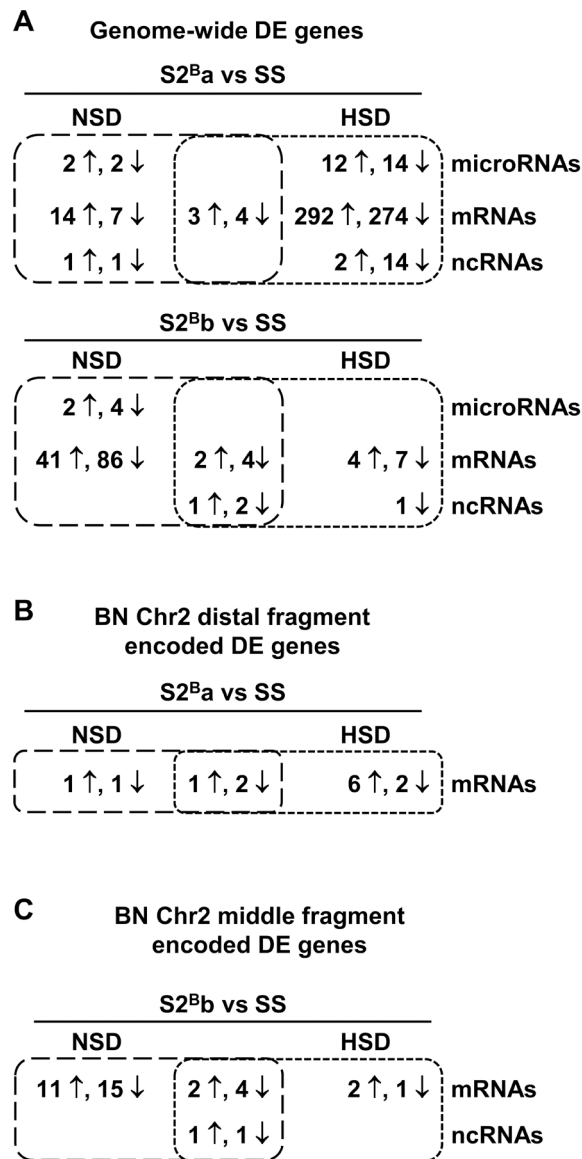 A Genome-wide DE genes
S2ᴮa vs SS
NSD HSD
2 ↑, 2 ↓ 12 ↑, 14 ↓ microRNAs
14 ↑, 7 ↓ 3 ↑, 4 ↓ 292 ↑, 274 ↓ mRNAs
1 ↑, 1 ↓ 2 ↑, 14 ↓ ncRNAs
S2ᴮb vs SS
NSD HSD
2 ↑, 4 ↓ microRNAs
41 ↑, 86 ↓ 2 ↑, 4↓ 4 ↑, 7 ↓ mRNAs
1 ↑, 2 ↓ 1 ↓ ncRNAs
B BN Chr2 distal fragment
encoded DE genes
S2ᴮa vs SS
NSD HSD
1 ↑, 1 ↓ 1 ↑, 2 ↓ 6 ↑, 2 ↓ mRNAs
C BN Chr2 middle fragment
encoded DE genes
S2ᴮb vs SS
NSD HSD
11 ↑, 15 ↓ 2 ↑, 4 ↓ 2 ↑, 1 ↓ mRNAs
1 ↑, 1 ↓ ncRNAs